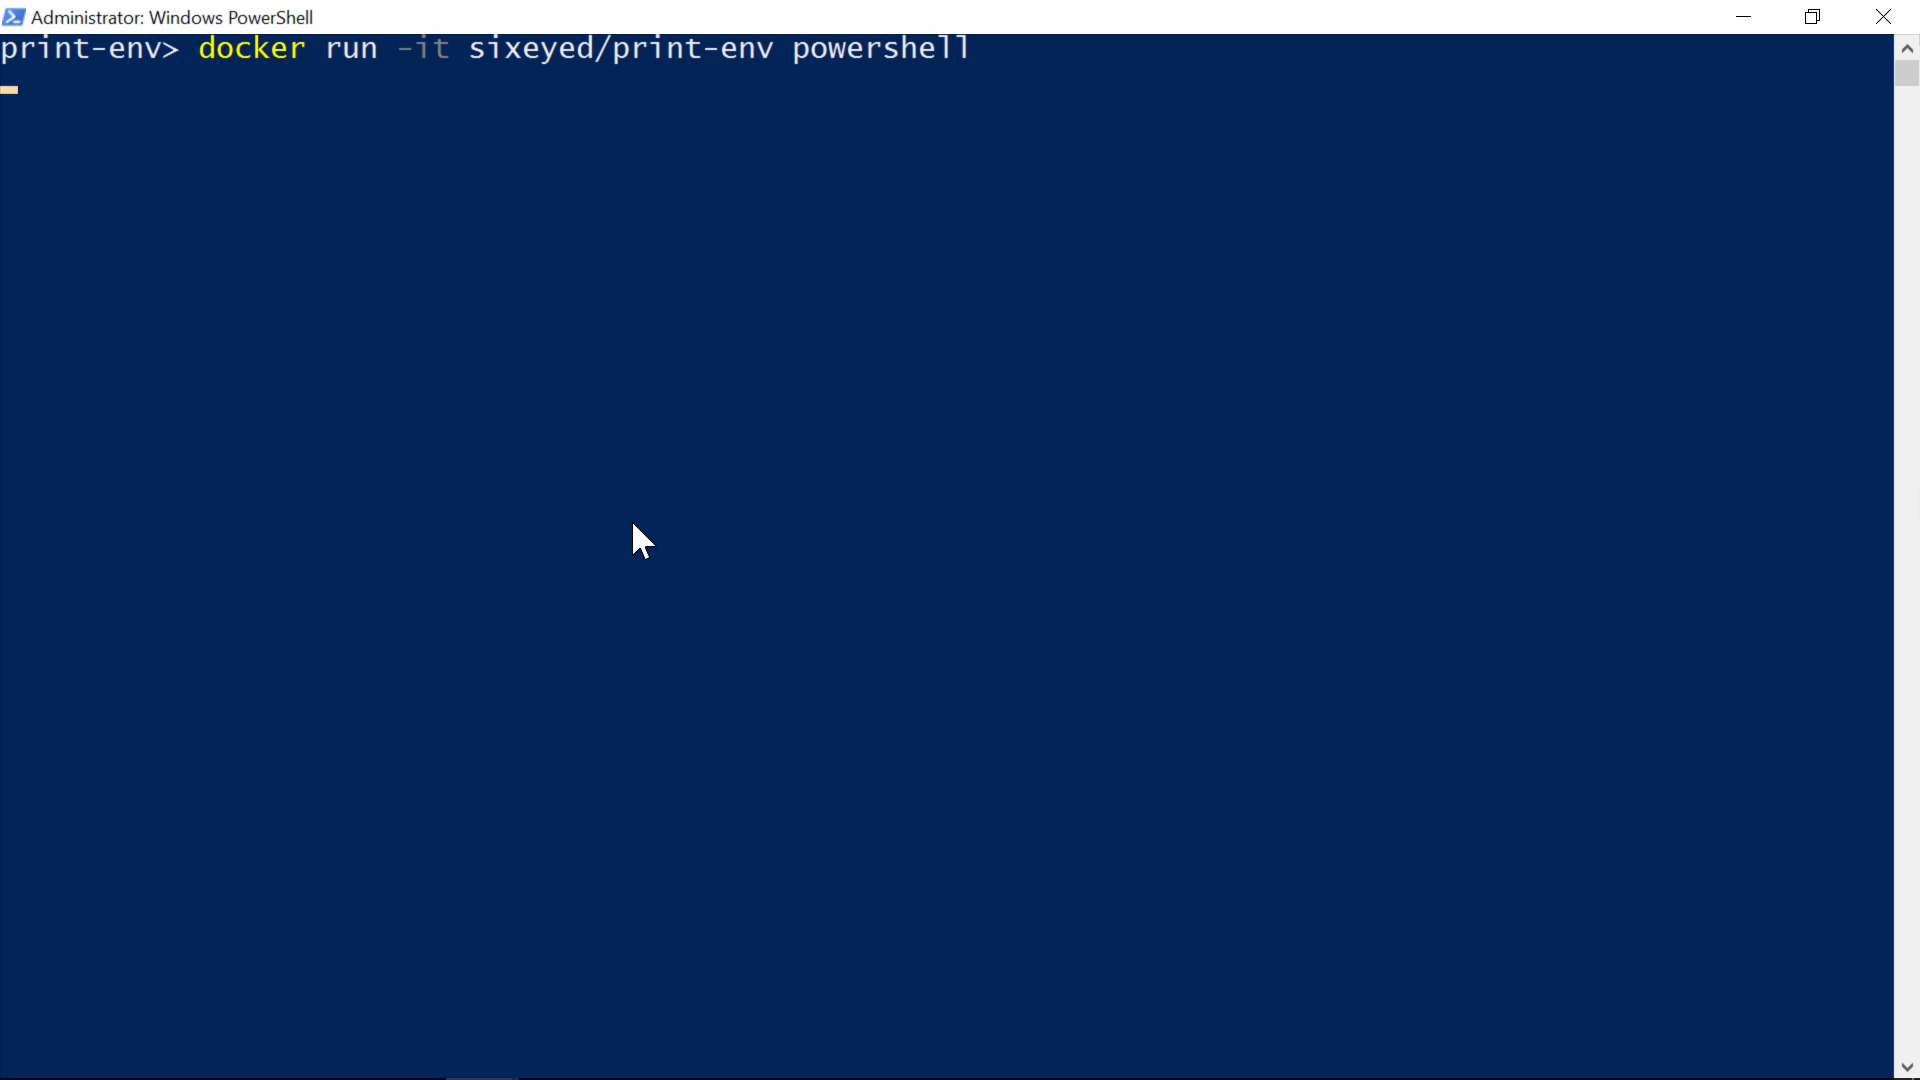 Administrator: Windows PowerShell
print-env> docker run -it sixeyed/print-env powershell